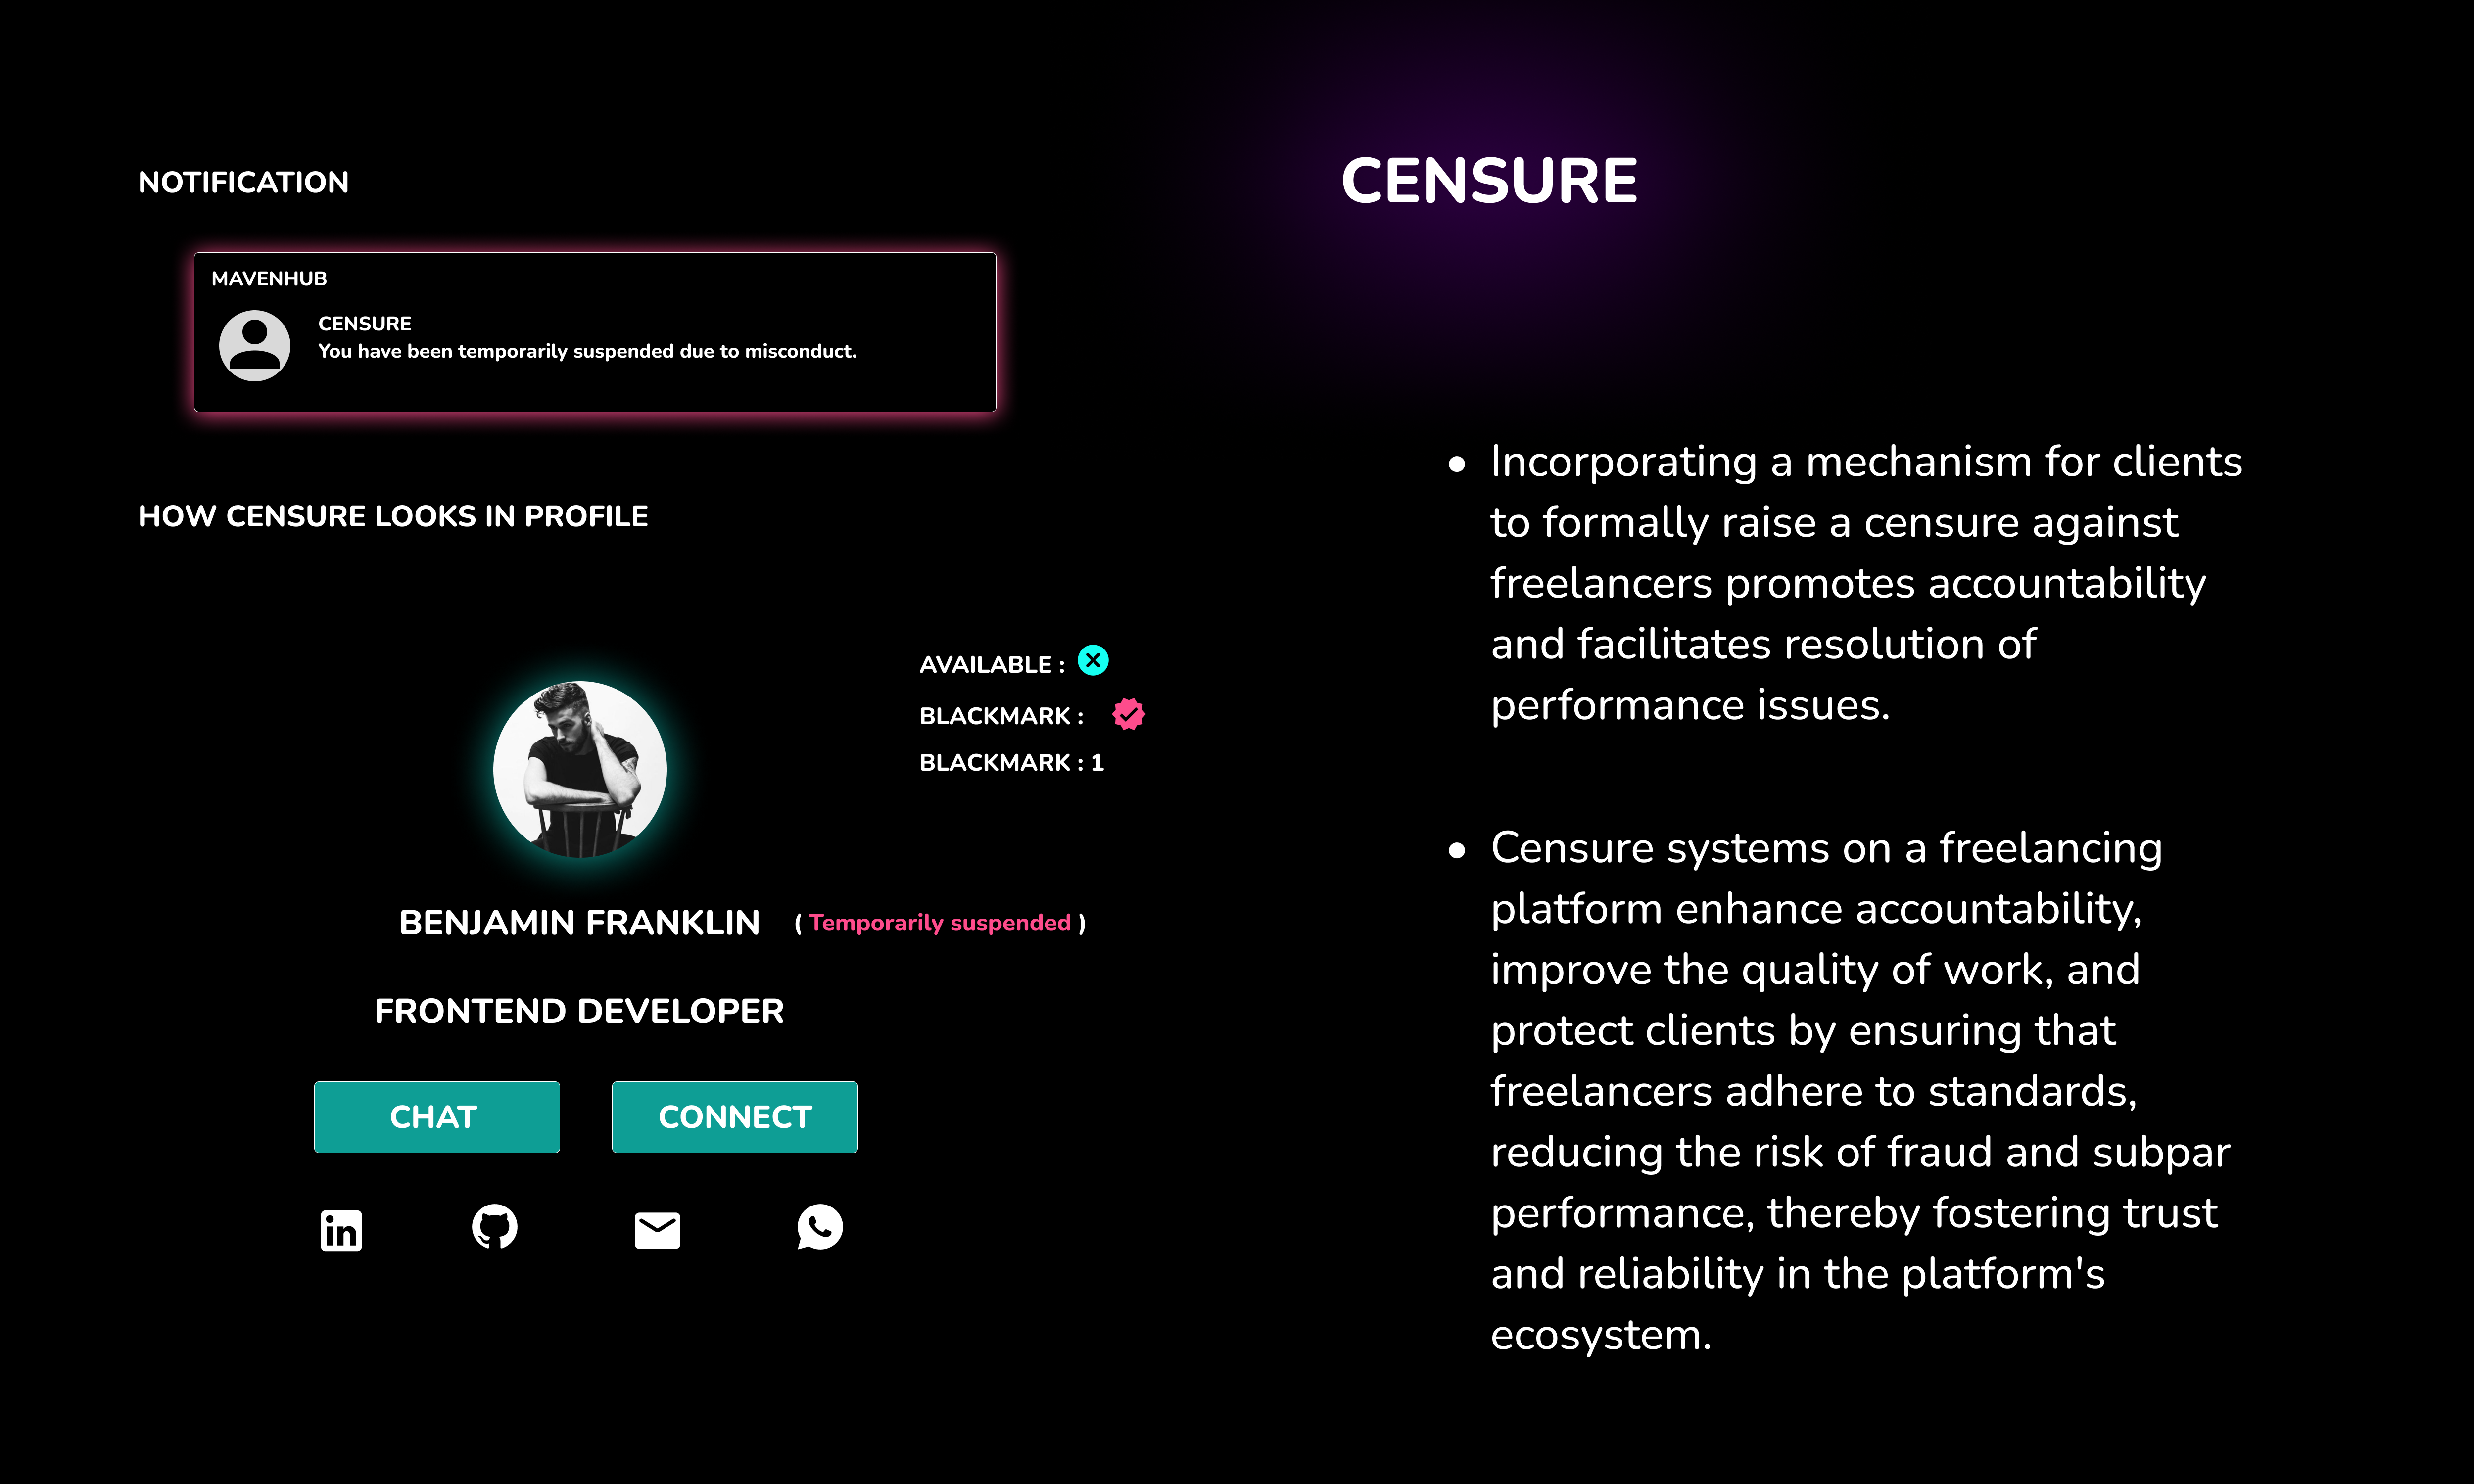 NOTIFICATION
MAVENHUB
CENSURE
You have been temporarily suspended due to misconduct.
HOW CENSURE LOOKS IN PROFILE
AVAILABLE :
BLACKMARK :
BLACKMARK : 1
BENJAMIN FRANKLIN ( Temporarily suspended )
FRONTEND DEVELOPER
CHAT CONNECT
in
CENSURE
• Incorporating a mechanism for clients
to formally raise a censure against
freelancers promotes accountability
and facilitates resolution of
performance issues.
• Censure systems on a freelancing
platform enhance accountability,
improve the quality of work, and
protect clients by ensuring that
freelancers adhere to standards,
reducing the risk of fraud and subpar
performance, thereby fostering trust
and reliability in the platform's
ecosystem.